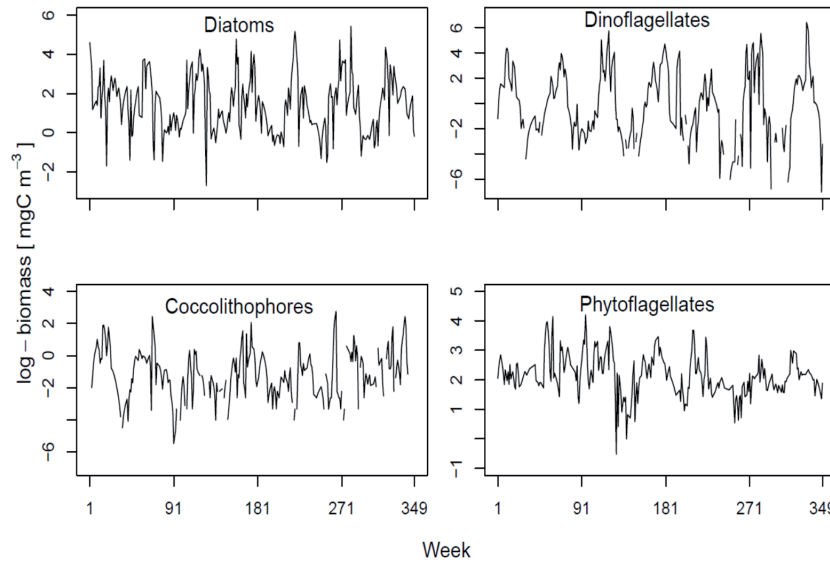 Diatoms
6
4
2
0
-2
Dinoflagellates
6
2
-2
-6
log – biomass [ mgC m⁻³ ]
Coccolithophores
4
2
0
-2
-6
1 91 181 271 349
Phytoflagellates
5
4
3
2
1
-1
1 91 181 271 349
Week